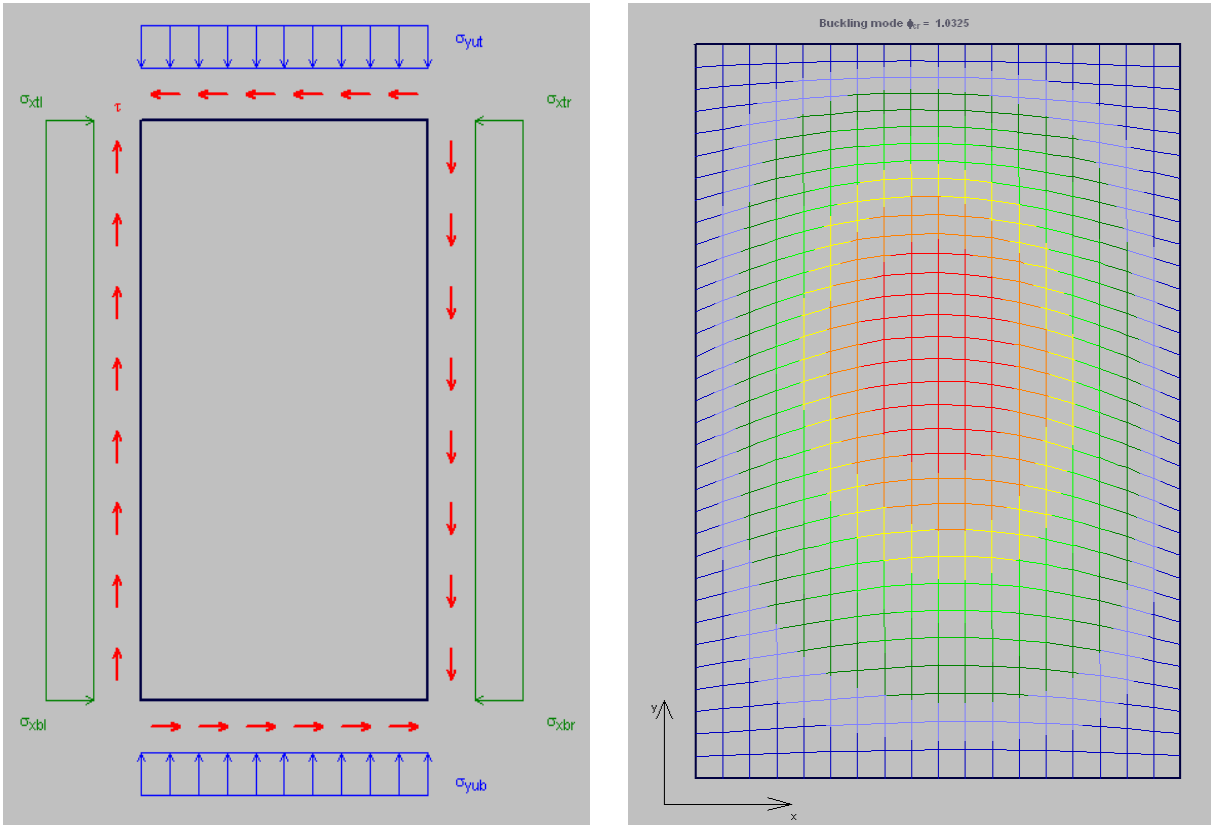 σyut
σxtl
τ
σxtr
σxbl
σxbr
σyub
Buckling mode ϕcr = 1.0325
y
x